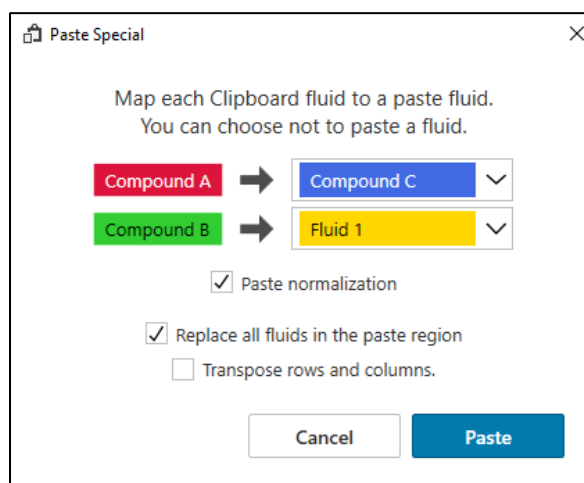 Paste Special
Map each Clipboard fluid to a paste fluid.
You can choose not to paste a fluid.
Compound A Compound C
Compound B Fluid 1
Paste normalization
Replace all fluids in the paste region
Transpose rows and columns.
Cancel Paste